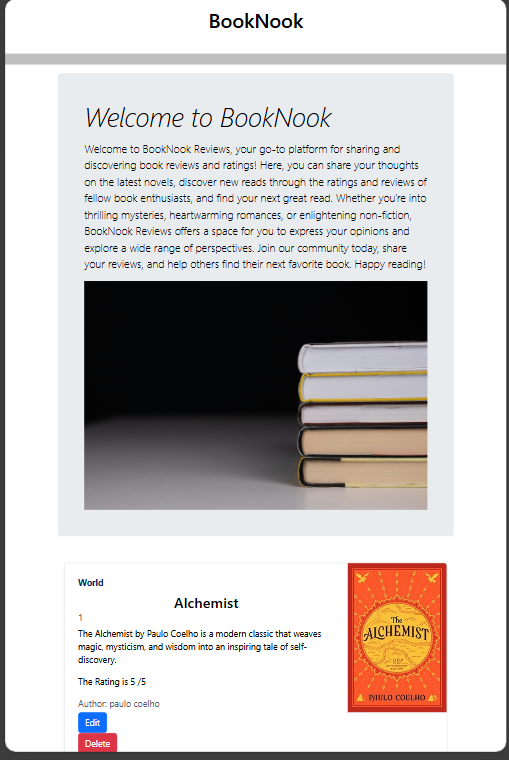 BookNook
Welcome to BookNook
Welcome to BookNook Reviews, your go-to platform for sharing and
discovering book reviews and ratings! Here, you can share your thoughts
on the latest novels, discover new reads through the ratings and reviews of
fellow book enthusiasts, and find your next great read. Whether you're into
thrilling mysteries, heartwarming romances, or enlightening non-fiction,
BookNook Reviews offers a space for you to express your opinions and
explore a wide range of perspectives. Join our community today, share
your reviews, and help others find their next favorite book. Happy reading!
World
Alchemist
1
The Alchemist by Paulo Coelho is a modern classic that weaves
magic, mysticism, and wisdom into an inspiring tale of self-
discovery.
The Rating is 5 /5
Author: paulo coelho
Edit
Delete
The
ALCHEMIST
PAULO COELHO